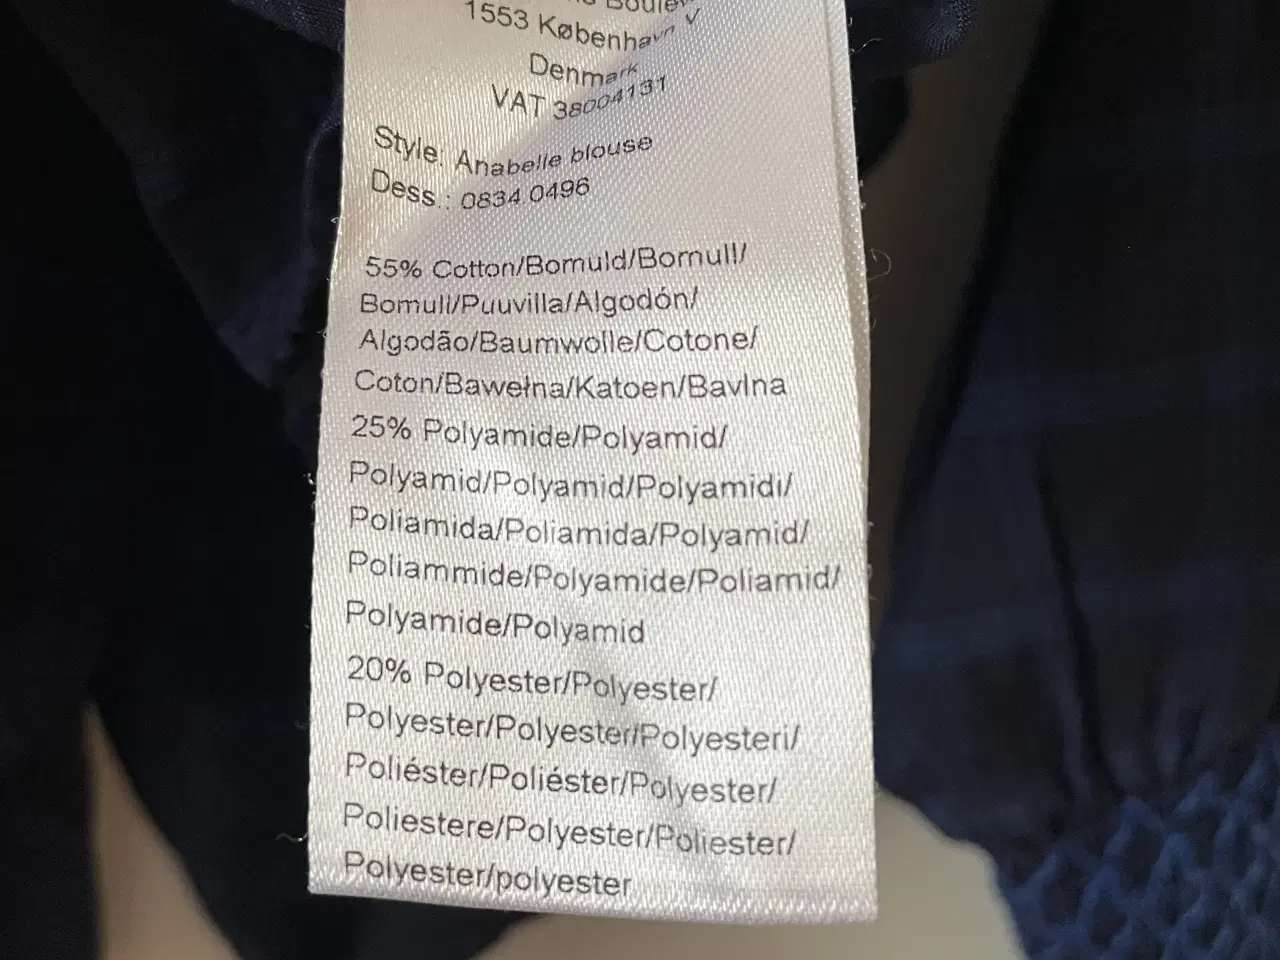 Boulev
1553 København V
Denmark
VAT 38004131
Style: Anabelle blouse
Dess.: 0834 0496
55% Cotton/Bomuld/Bomull/
Bomull/Puuvilla/Algodón/
Algodão/Baumwolle/Cotone/
Coton/Bawełna/Katoen/Bavlna
25% Polyamide/Polyamid/
Polyamid/Polyamid/Polyamidi/
Poliamida/Poliamida/Polyamid/
Poliammide/Polyamide/Poliamid/
Polyamide/Polyamid
20% Polyester/Polyester/
Polyester/Polyester/Polyesteri/
Poliéster/Poliéster/Polyester/
Poliestere/Polyester/Poliester/
Polyester/polyester